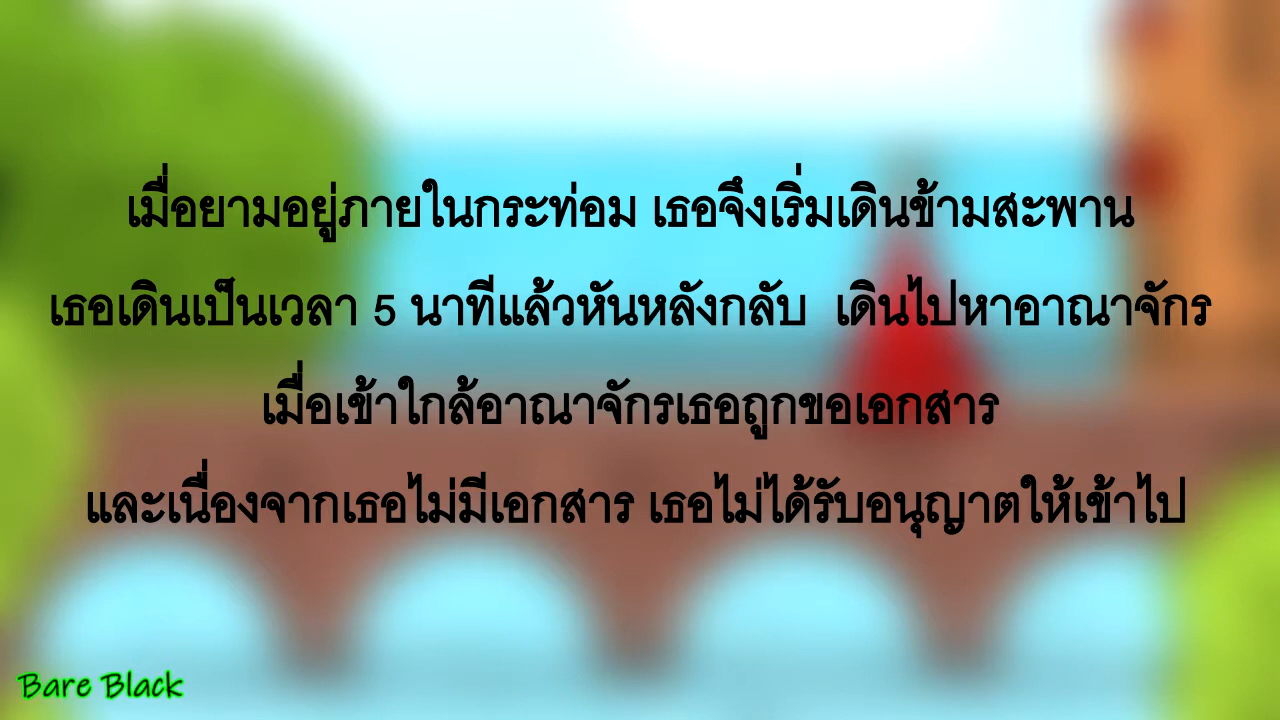 เมื่อยามอยู่ภายในกระท่อม เธอจึงเริ่มเดินข้ามสะพาน
เธอเดินเป็นเวลา 5 นาทีแล้วหันหลังกลับ เดินไปหาอาณาจักร
เมื่อเข้าใกล้อาณาจักรเธอถูกขอเอกสาร
และเนื่องจากเธอไม่มีเอกสาร เธอไม่ได้รับอนุญาตให้เข้าไป
Bare Black